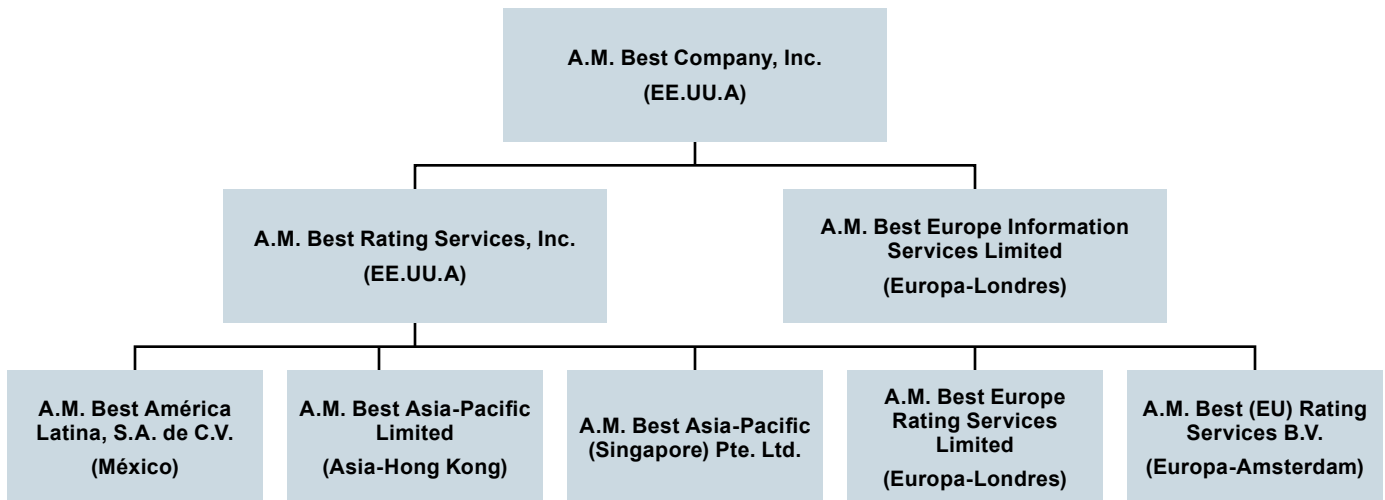 A.M. Best Company, Inc.
(EE.UU.A)
A.M. Best Rating Services, Inc.
(EE.UU.A)
A.M. Best Europe Information
Services Limited
(Europa-Londres)
A.M. Best América
Latina, S.A. de C.V.
(México)
A.M. Best Asia-Pacific
Limited
(Asia-Hong Kong)
A.M. Best Asia-Pacific
(Singapore) Pte. Ltd.
A.M. Best Europe
Rating Services
Limited
(Europa-Londres)
A.M. Best (EU) Rating
Services B.V.
(Europa-Amsterdam)